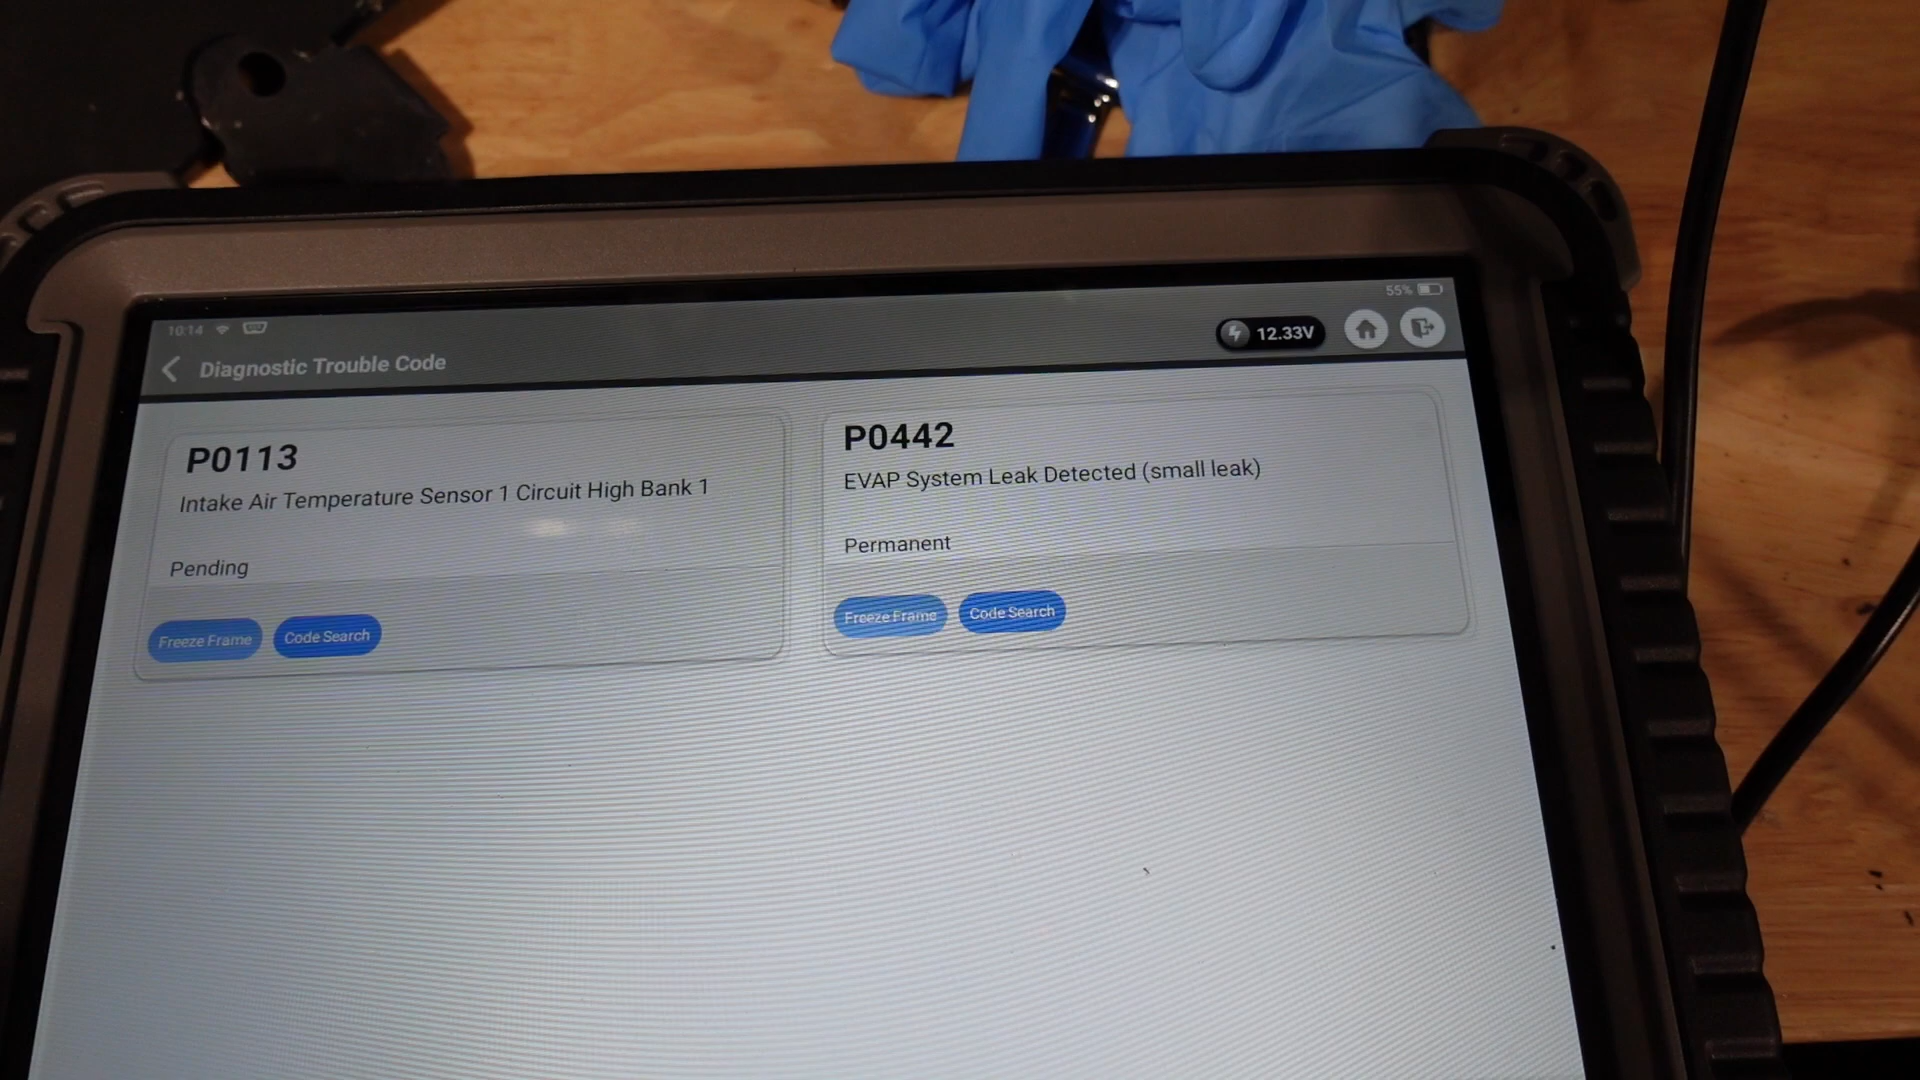 10:14
55%
12.33V
Diagnostic Trouble Code
P0113
Intake Air Temperature Sensor 1 Circuit High Bank 1
Pending
Freeze Frame
Code Search
P0442
EVAP System Leak Detected (small leak)
Permanent
Freeze Frame
Code Search